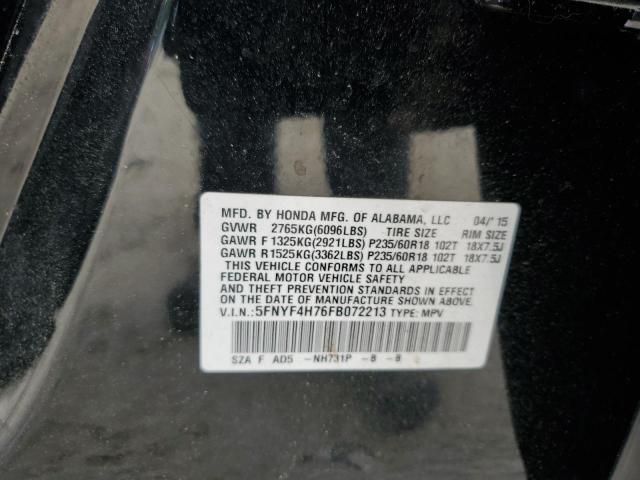 MFD. BY HONDA MFG. OF ALABAMA, LLC 04/'15
GVWR 2765KG(6096LBS) TIRE SIZE RIM SIZE
GAWR F 1325KG(2921LBS) P235/60R18 102T 18X7.5J
GAWR R 1525KG(3362LBS) P235/60R18 102T 18X7.5J
THIS VEHICLE CONFORMS TO ALL APPLICABLE
FEDERAL MOTOR VEHICLE SAFETY
AND THEFT PREVENTION STANDARDS IN EFFECT
ON THE DATE OF MANUFACTURE SHOWN ABOVE.
V.I.N.:5FNYF4H76FB072213 TYPE: MPV
SZA F AD5 -NH731P -B -B